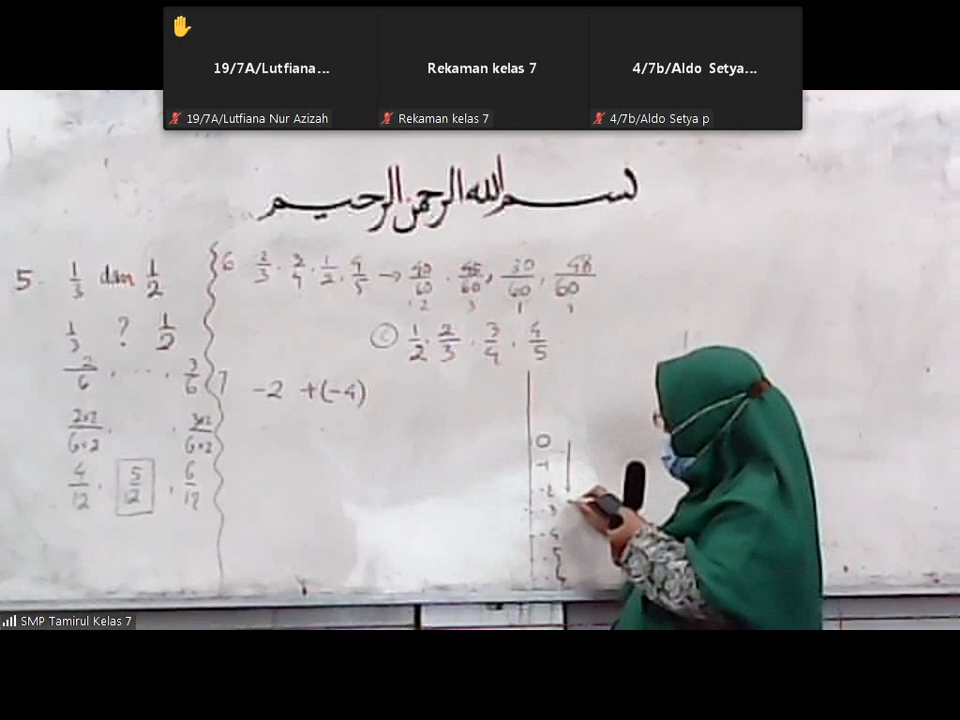 ✋
19/7A/Lutfiana...
Rekaman kelas 7
4/7b/Aldo Setya...
19/7A/Lutfiana Nur Azizah
Rekaman kelas 7
4/7b/Aldo Setya p
بسم الله الرحمن الرحيم
5. 1/3 dan 1/2
1/3 ? 1/2
2/6, ..., 3/6
2×2/6×2, , 3×2/6×2
4/12, 5/12, 6/12
6 2/3, 3/4, 1/2, 4/5 → 40/60, 45/60, 30/60, 48/60
2 3 1
(c) 1/2, 2/3, 3/4, 4/5
7 -2 + (-4)
0
-1
-2
-3
-4
-5
SMP Tamirul Kelas 7